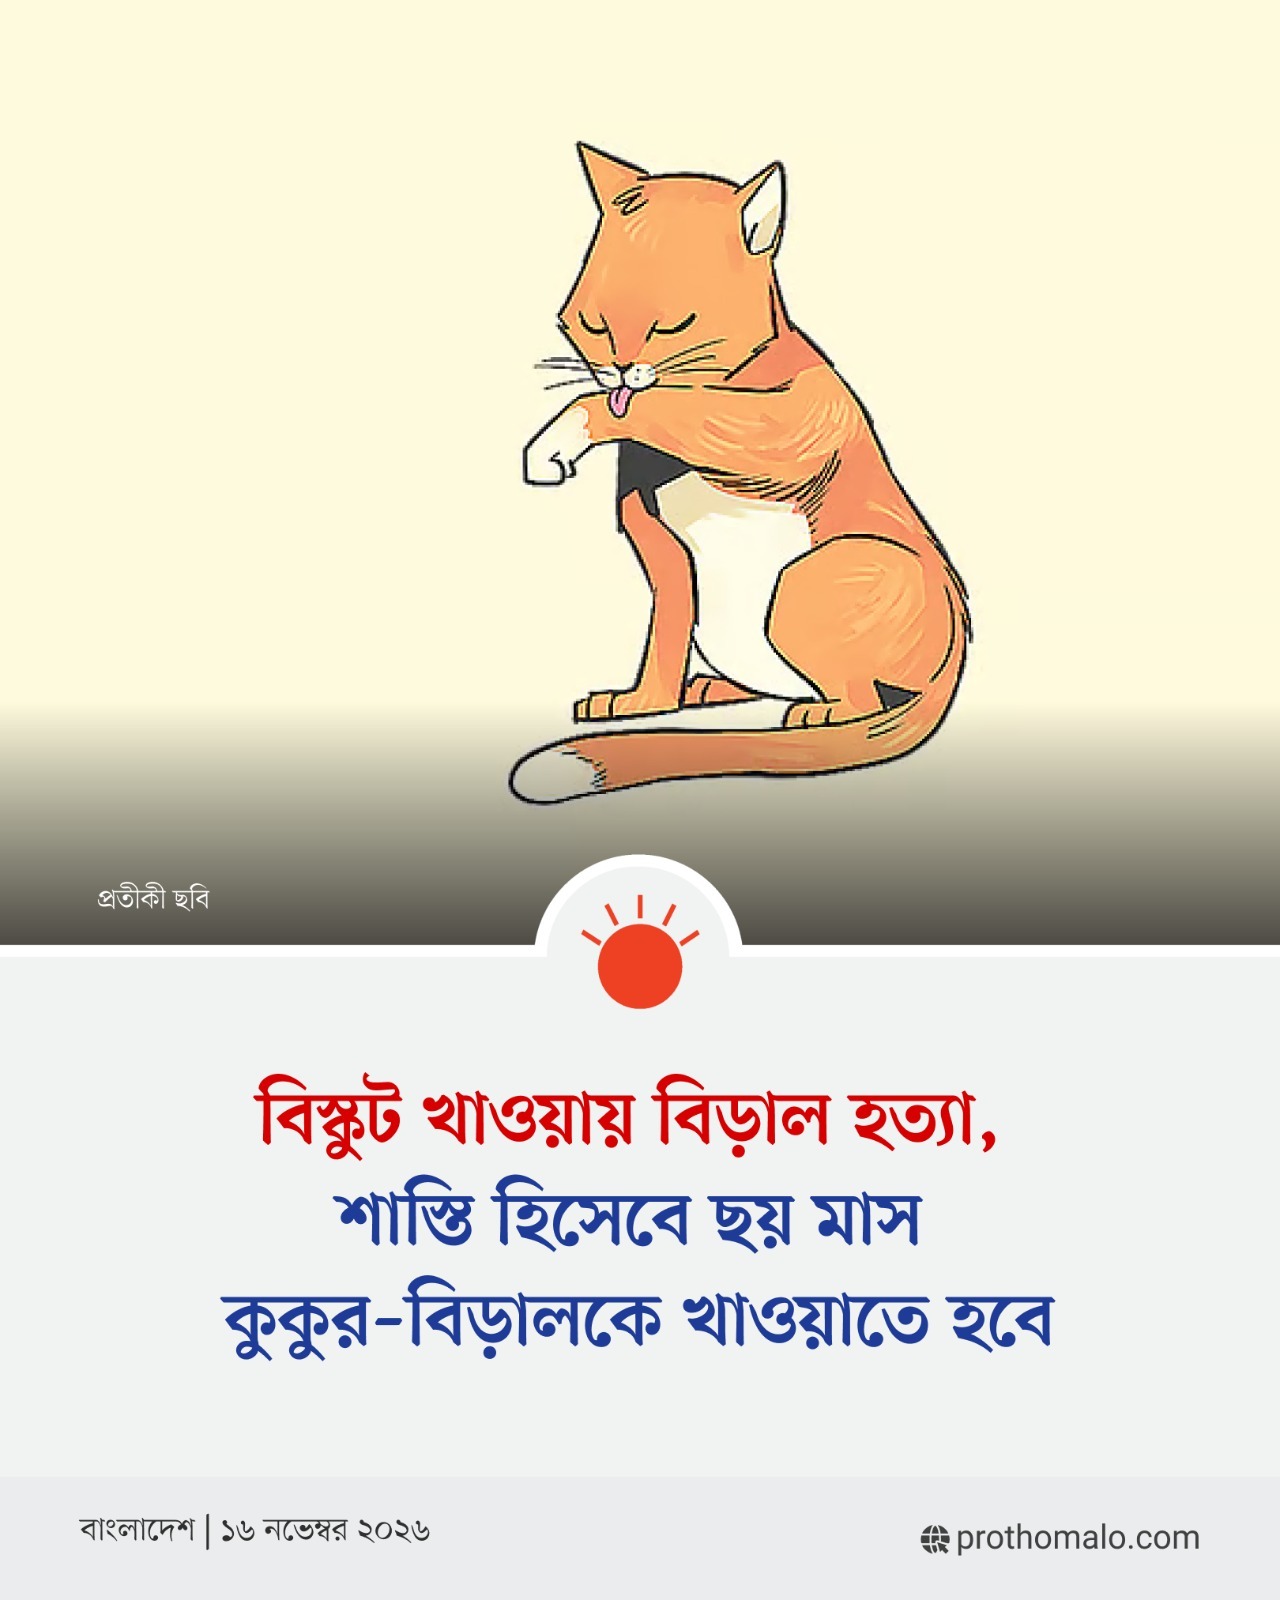 প্রতীকী ছবি
বিস্কুট খাওয়ায় বিড়াল হত্যা,
শাস্তি হিসেবে ছয় মাস
কুকুর-বিড়ালকে খাওয়াতে হবে
বাংলাদেশ | ১৬ নভেম্বর ২০২৬
prothomalo.com